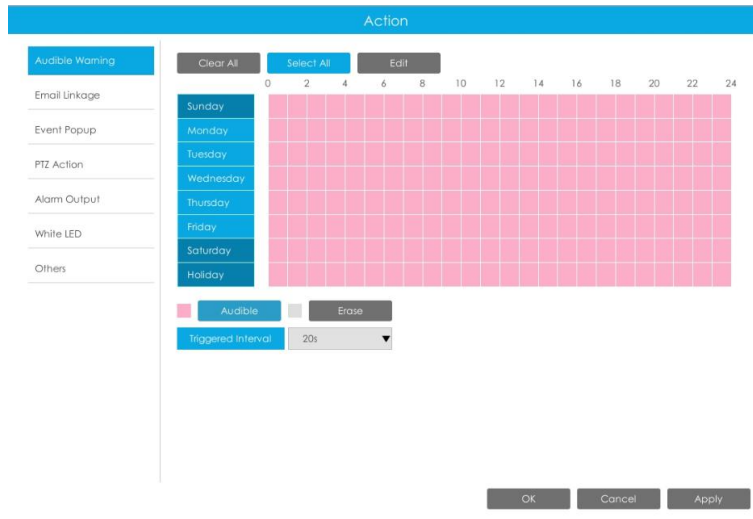 Action
Audible Warning
Email Linkage
Event Popup
PTZ Action
Alarm Output
White LED
Others
Clear All Select All Edit
0 2 4 6 8 10 12 14 16 18 20 22 24
Sunday
Monday
Tuesday
Wednesday
Thursday
Friday
Saturday
Holiday
Audible Erase
Triggered Interval 20s
OK Cancel Apply